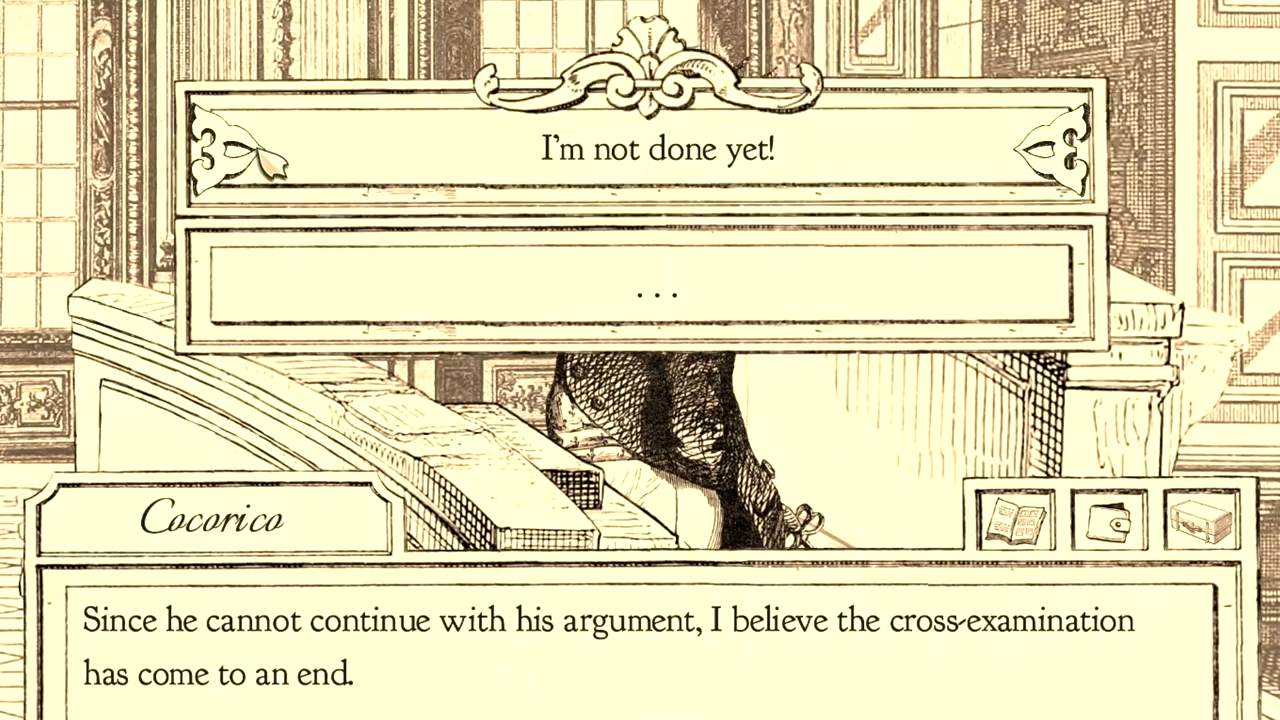 I'm not done yet!
...
Cocorico
Since he cannot continue with his argument, I believe the cross-examination
has come to an end.